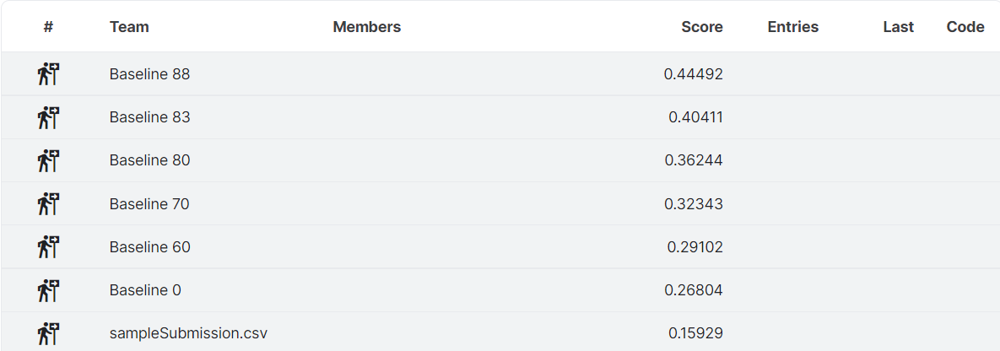 # Team Members Score Entries Last Code
Baseline 88 0.44492
Baseline 83 0.40411
Baseline 80 0.36244
Baseline 70 0.32343
Baseline 60 0.29102
Baseline 0 0.26804
sampleSubmission.csv 0.15929